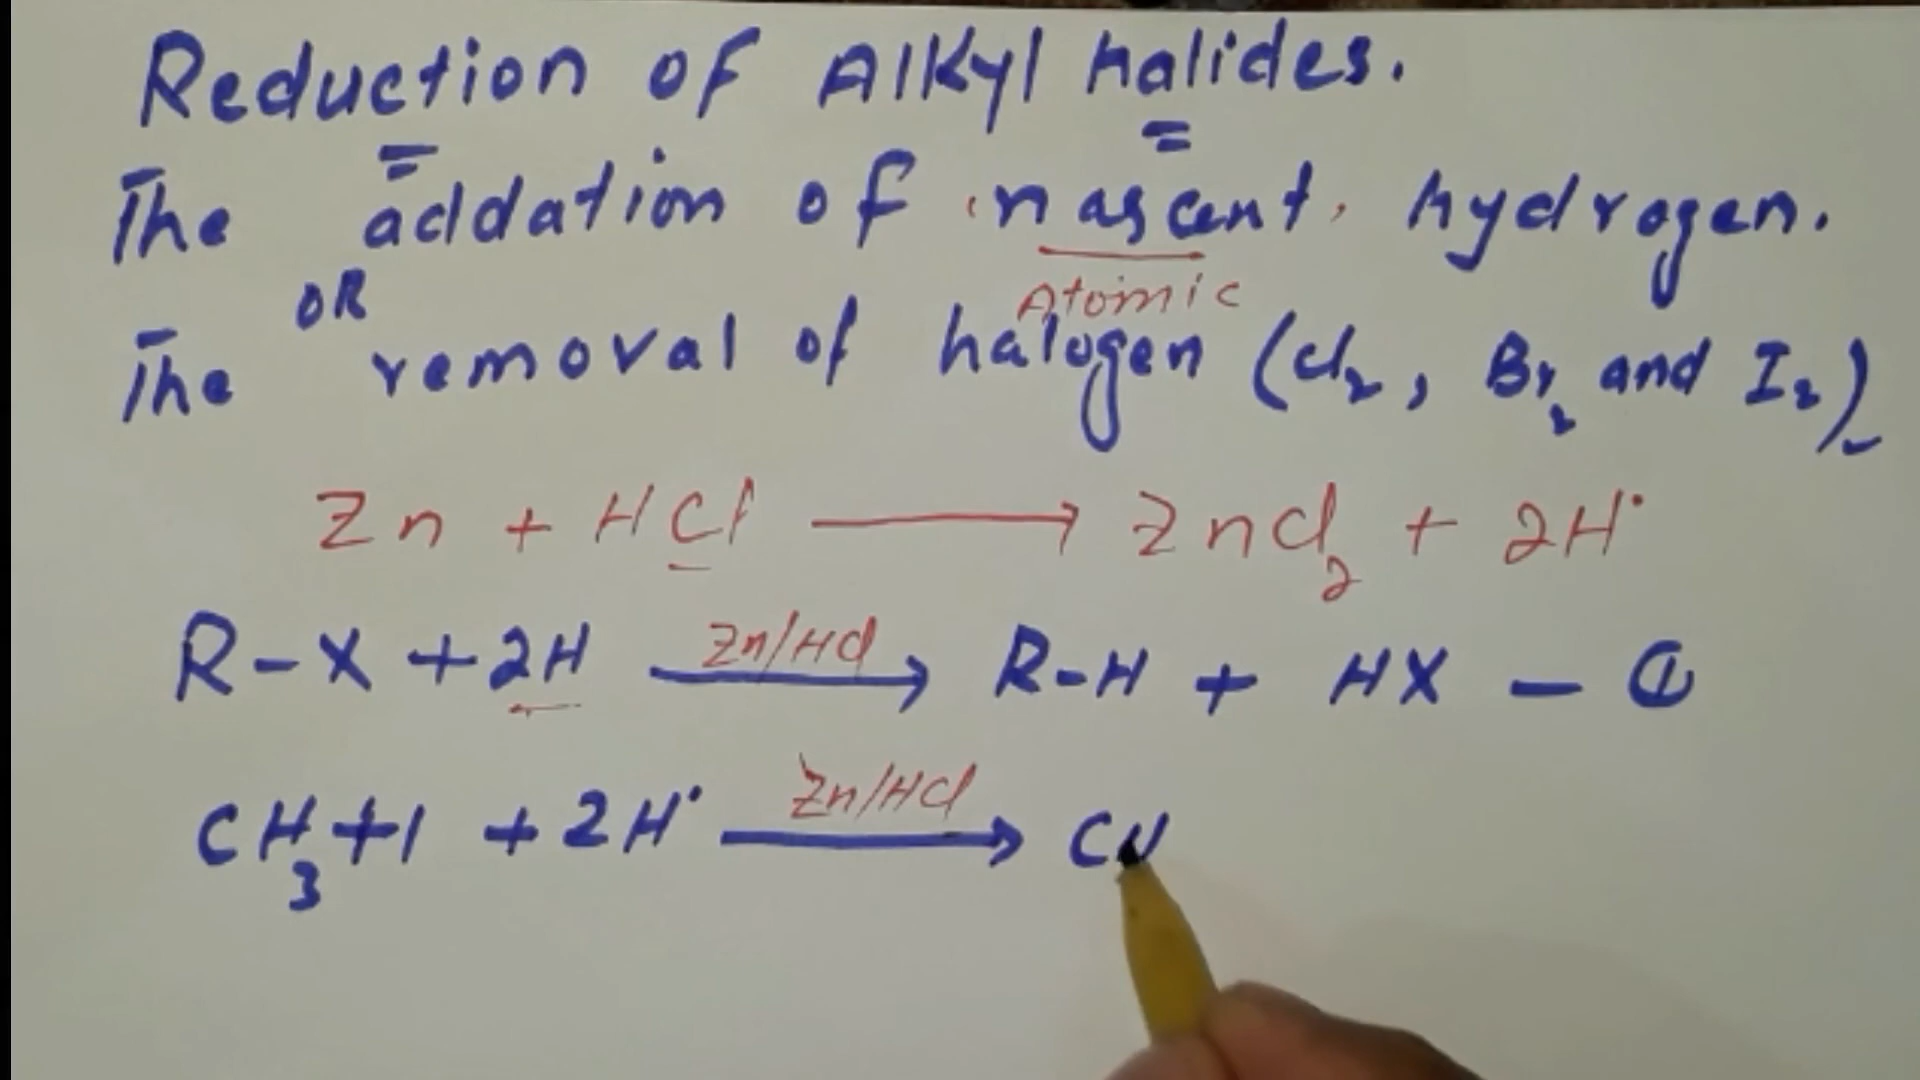 Reduction of Alkyl halides.
The addation of nascent hydrogen.
OR Atomic
The removal of halogen (Cl₂, Br₂ and I₂)
Zn + HCl ⟶ ZnCl₂ + 2H•
R-X + 2H Zn/HCl ⟶ R-H + HX - ①
CH₃+I + 2H• Zn/HCl ⟶ CH